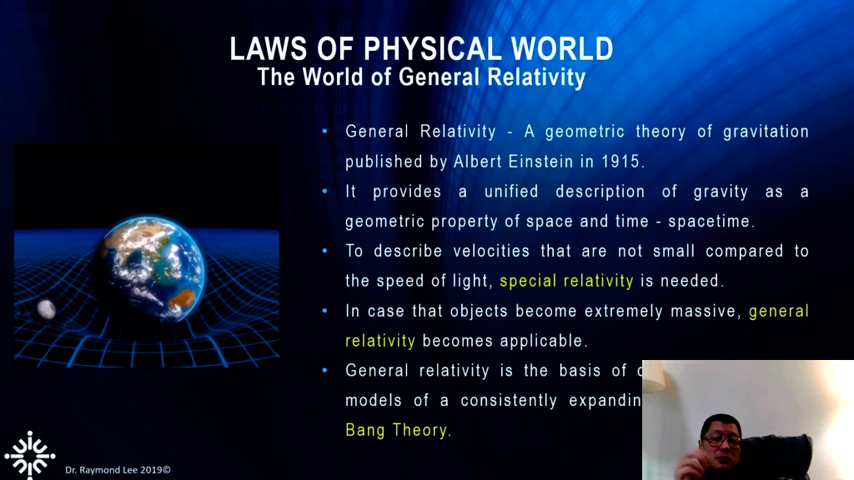 LAWS OF PHYSICAL WORLD
The World of General Relativity
• General Relativity - A geometric theory of gravitation
published by Albert Einstein in 1915.
• It provides a unified description of gravity as a
geometric property of space and time - spacetime.
• To describe velocities that are not small compared to
the speed of light, special relativity is needed.
• In case that objects become extremely massive, general
relativity becomes applicable.
• General relativity is the basis of
models of a consistently
Bang Theory.
Dr. Raymond Lee 2019©